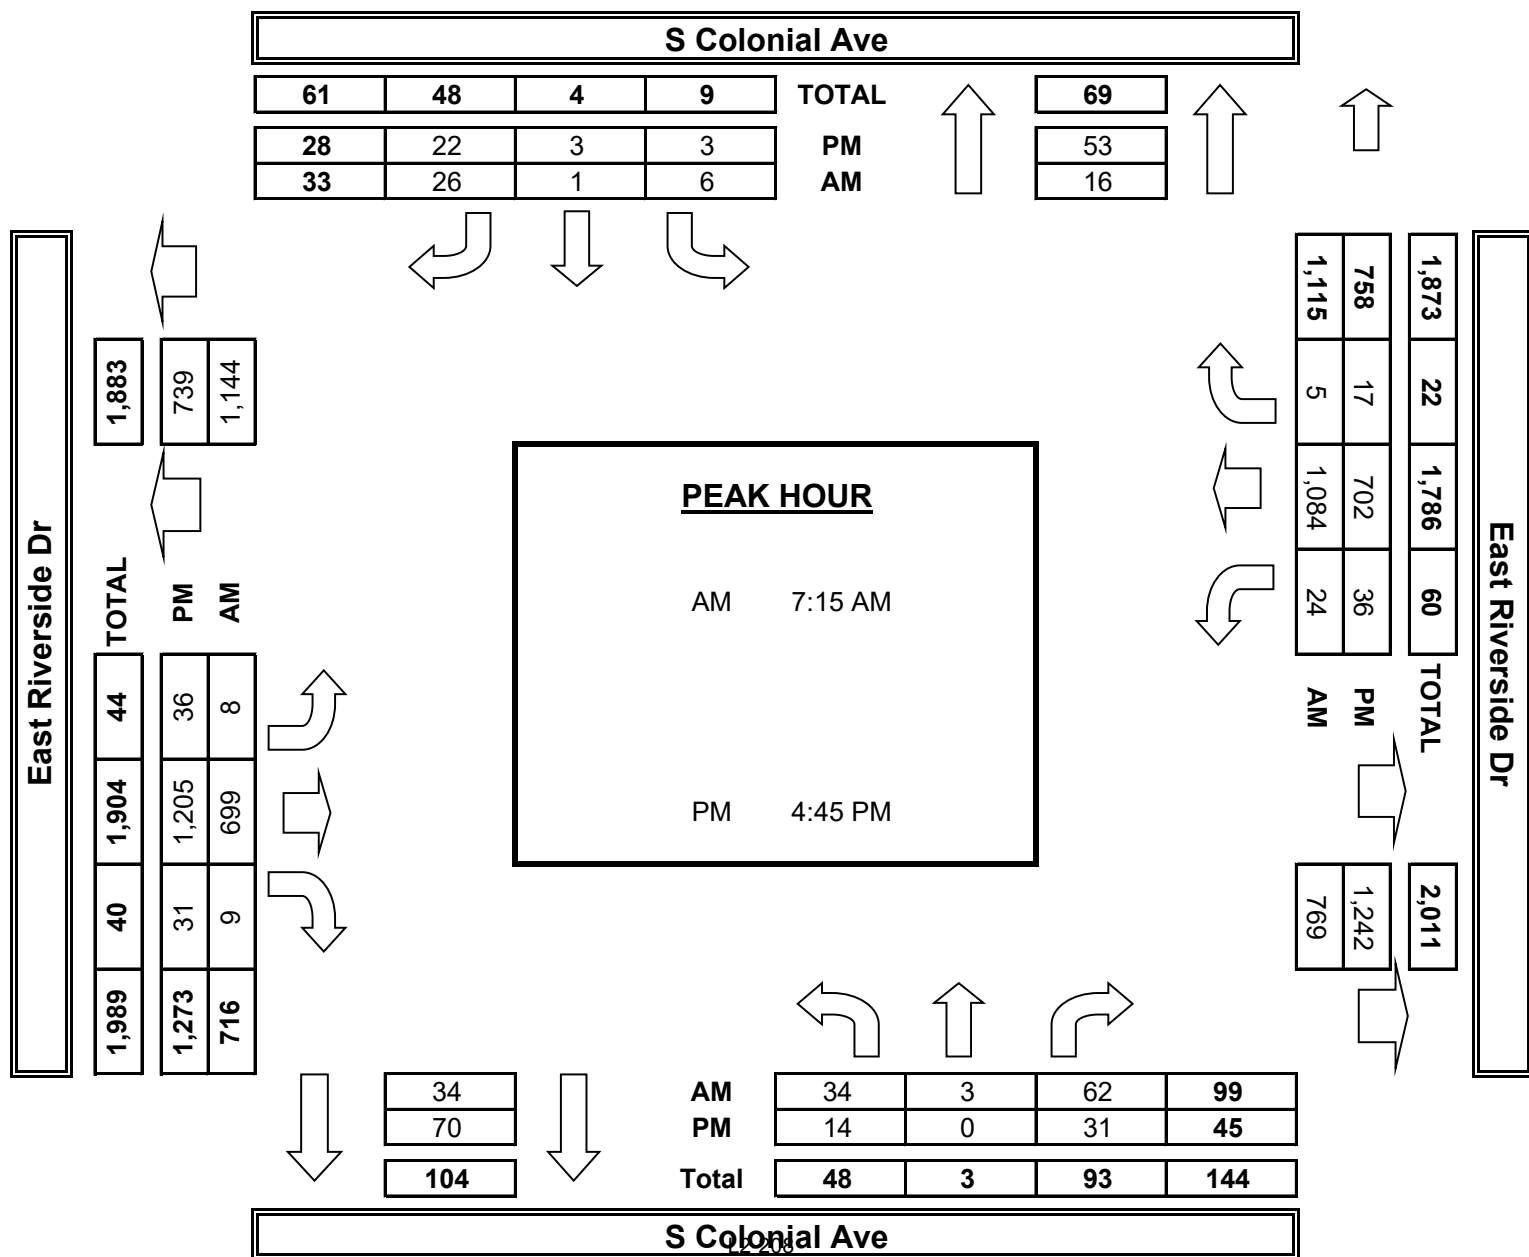 S Colonial Ave
61 48 4 9 TOTAL 69
28 22 3 3 PM 53
33 26 1 6 AM 16
East Riverside Dr
1,883 739 1,144
TOTAL PM AM
44 36 8
1,904 1,205 699
40 31 9
1,989 1,273 716
PEAK HOUR
AM 7:15 AM
PM 4:45 PM
1,115 758 1,873
5 17 22
1,084 702 1,786
24 36 60
AM PM TOTAL
769 1,242 2,011
East Riverside Dr
34 AM 34 3 62 99
70 PM 14 0 31 45
104 Total 48 3 93 144
S Colonial Ave
L2-208